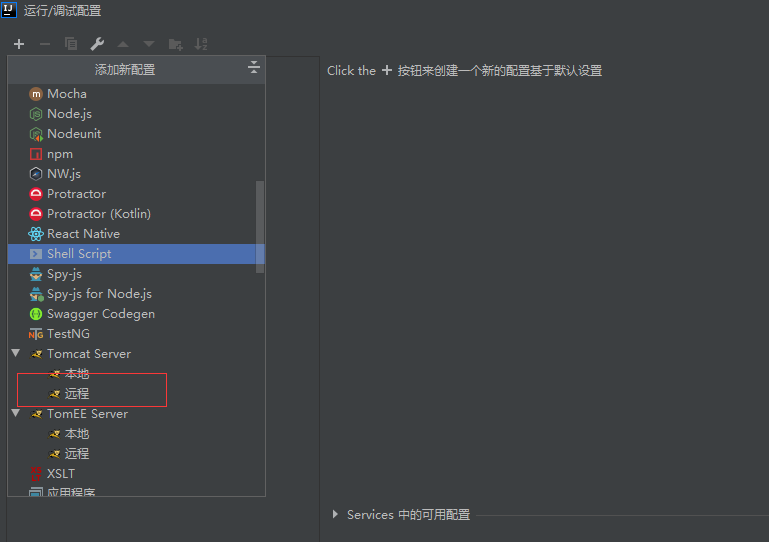 运行/调试配置
添加新配置
Click the + 按钮来创建一个新的配置基于默认设置
Mocha
Node.js
Nodeunit
npm
NW.js
Protractor
Protractor (Kotlin)
React Native
Shell Script
Spy-js
Spy-js for Node.js
Swagger Codegen
TestNG
Tomcat Server
本地
远程
TomEE Server
本地
远程
XSLT
应用程序
Services 中的可用配置